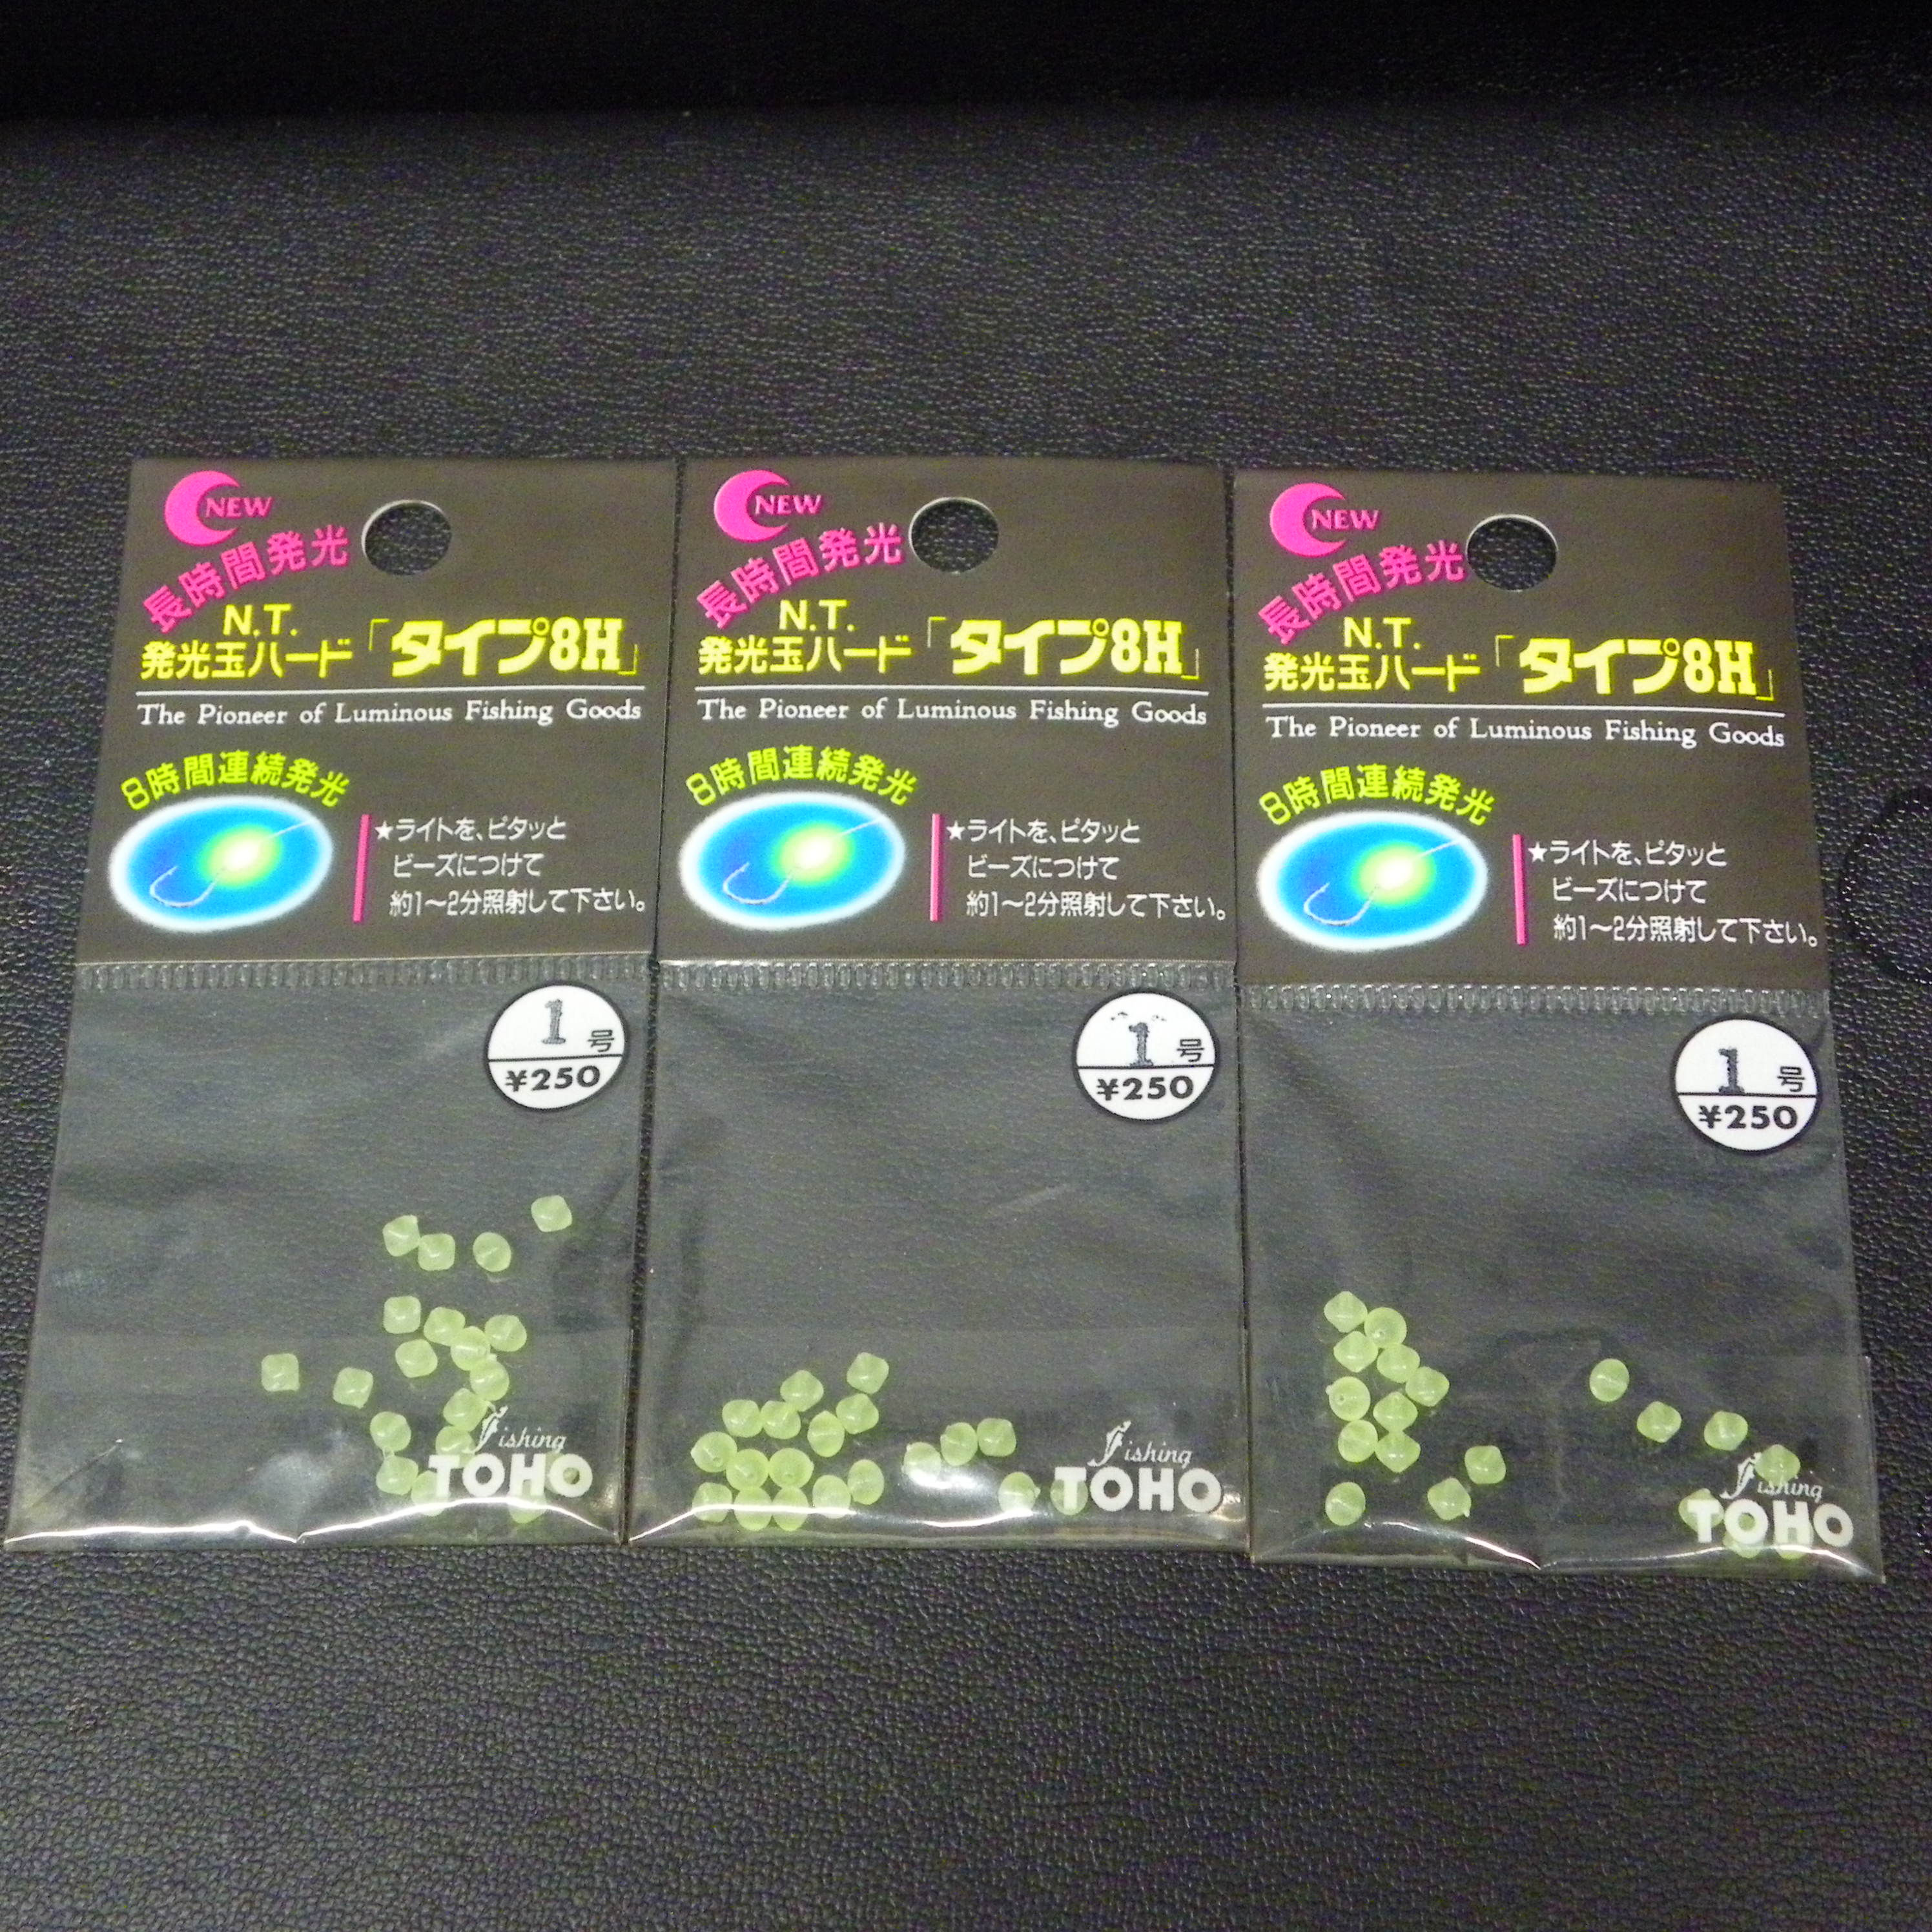 NEW
長時間発光
N.T.
発光玉ハード「タイプ8H」
The Pioneer of Luminous Fishing Goods
8時間連続発光
★ライトを、ピタッと
ビーズにつけて
約1〜2分照射して下さい。
1号
¥250
fishing
TOHO
NEW
長時間発光
N.T.
発光玉ハード「タイプ8H」
The Pioneer of Luminous Fishing Goods
8時間連続発光
★ライトを、ピタッと
ビーズにつけて
約1〜2分照射して下さい。
1号
¥250
fishing
TOHO
NEW
長時間発光
N.T.
発光玉ハード「タイプ8H」
The Pioneer of Luminous Fishing Goods
8時間連続発光
★ライトを、ピタッと
ビーズにつけて
約1〜2分照射して下さい。
1号
¥250
fishing
TOHO